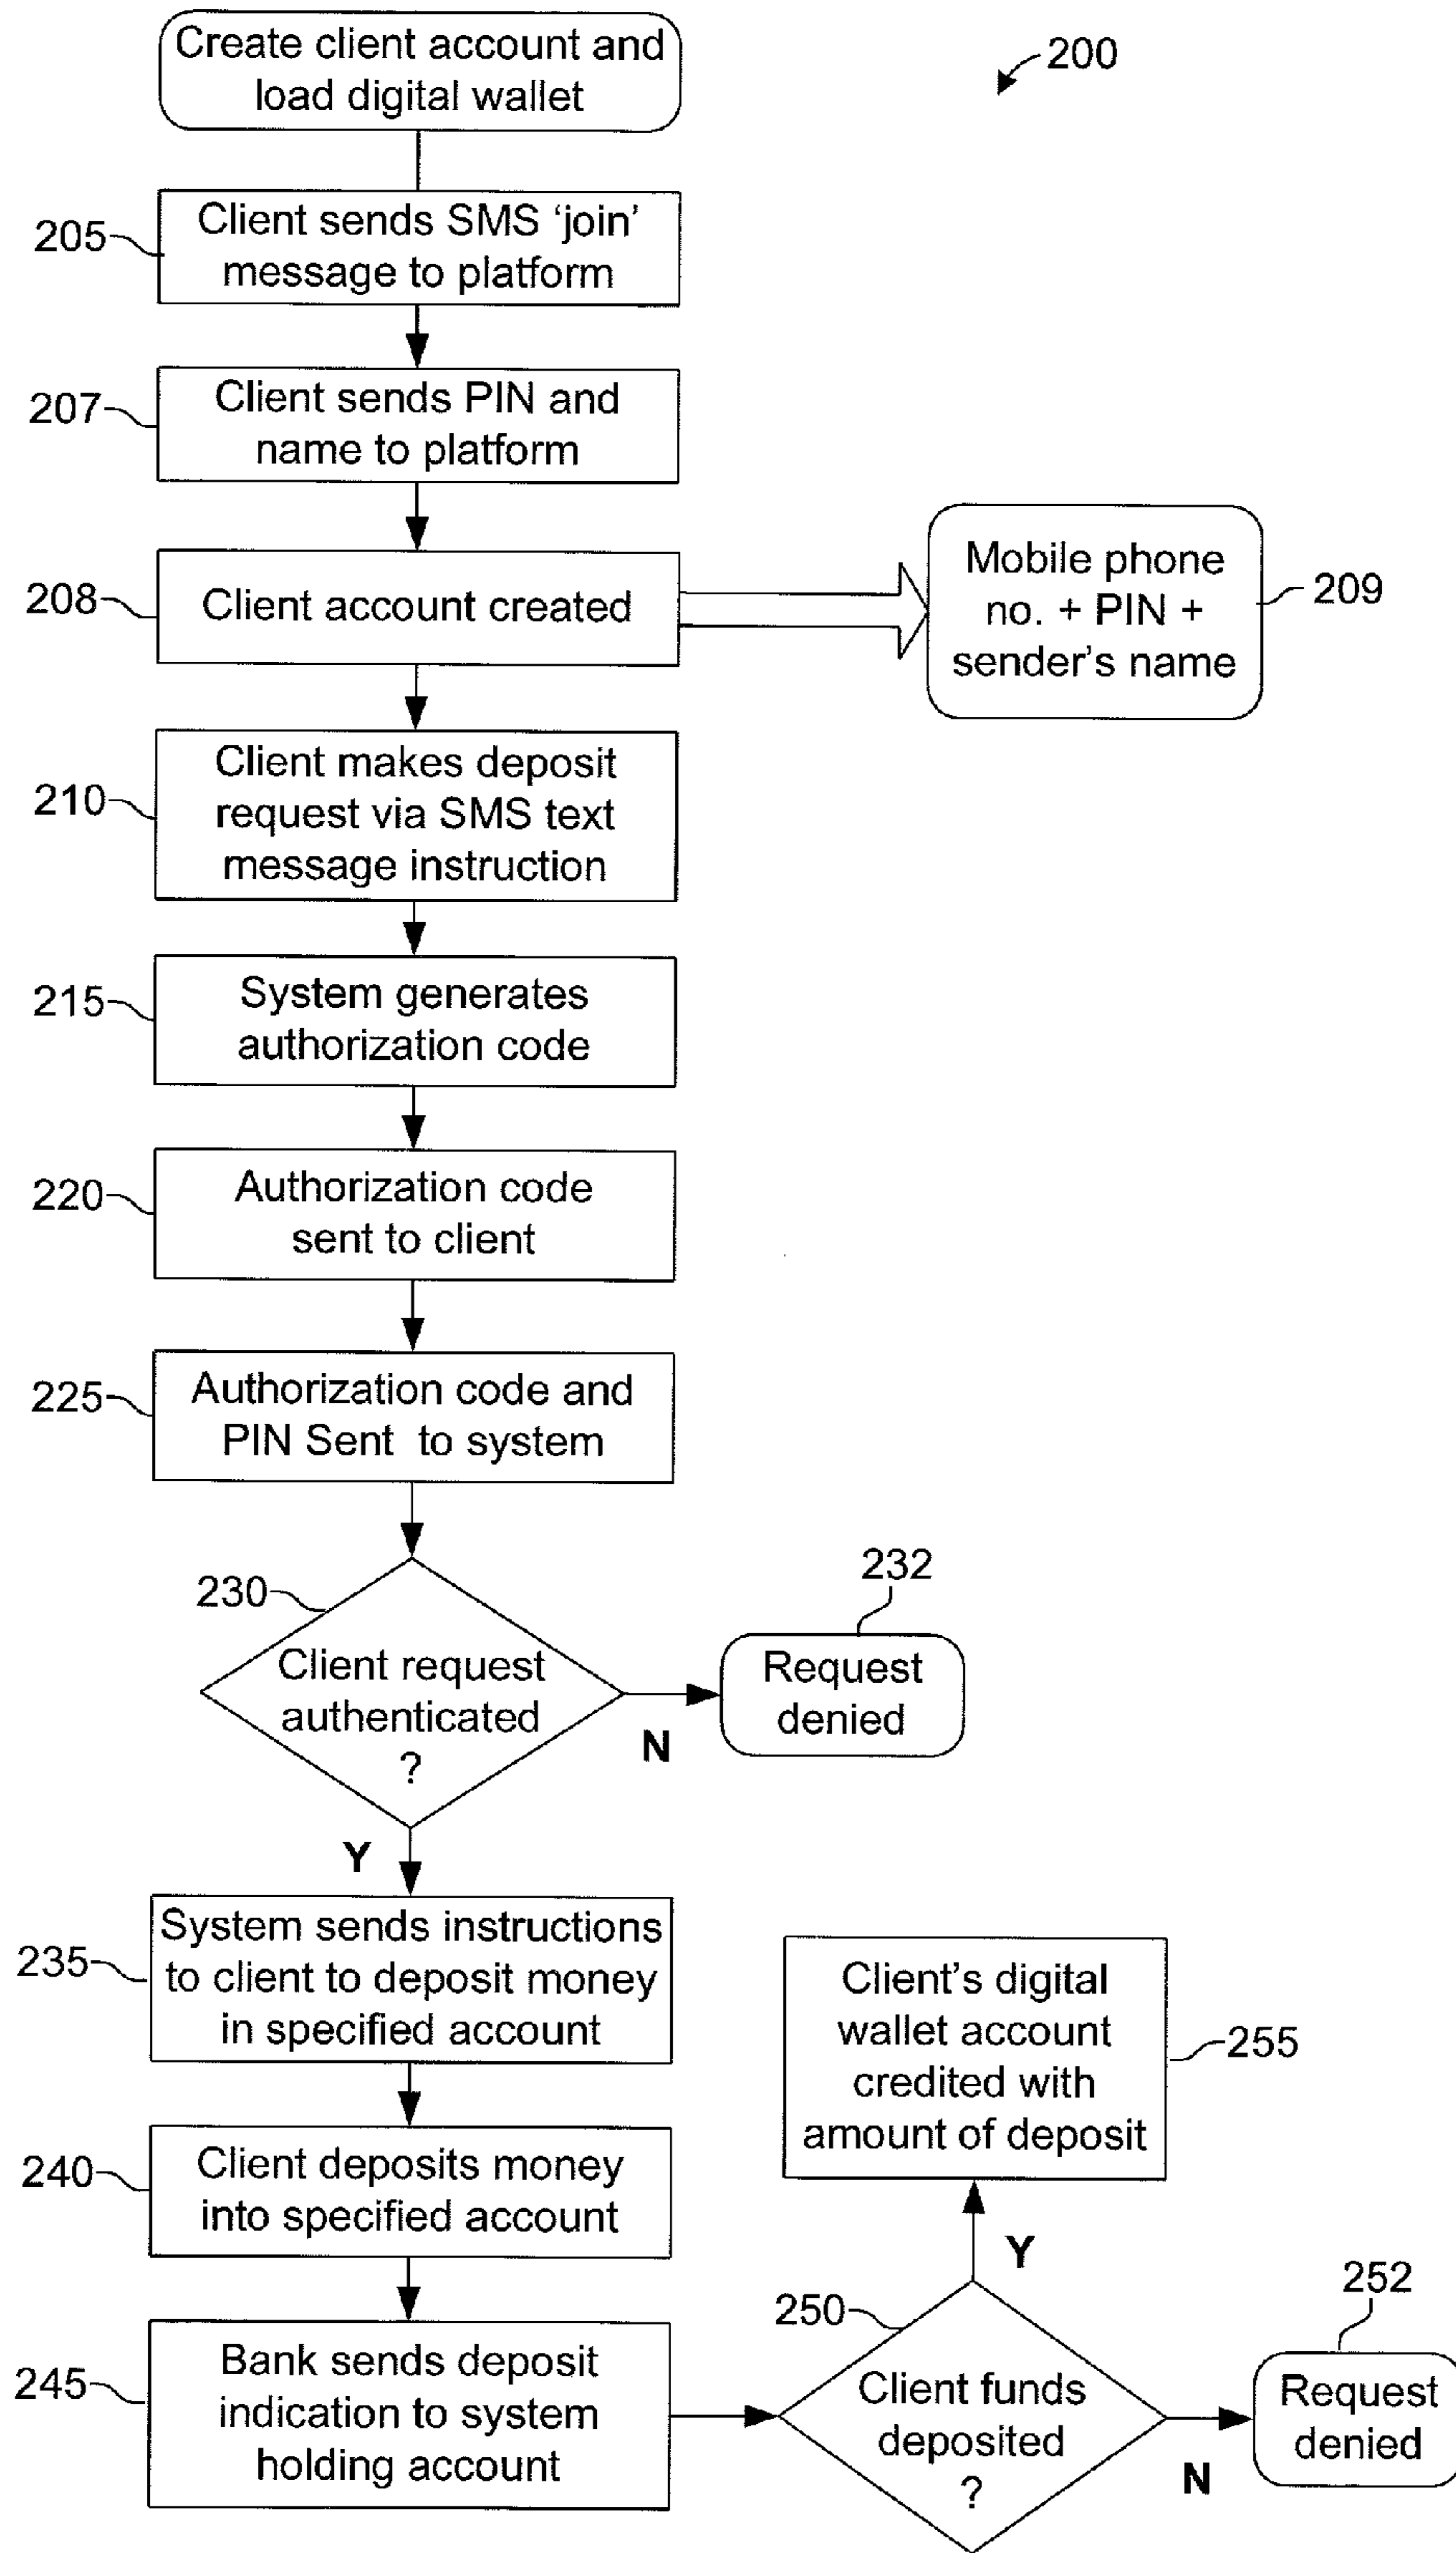 Create client account and
load digital wallet
200
205
Client sends SMS ‘join’
message to platform
207
Client sends PIN and
name to platform
208
Client account created
Mobile phone
no. + PIN +
sender’s name
209
210
Client makes deposit
request via SMS text
message instruction
215
System generates
authorization code
220
Authorization code
sent to client
225
Authorization code and
PIN Sent to system
230
Client request
authenticated
?
N
232
Request
denied
Y
235
System sends instructions
to client to deposit money
in specified account
240
Client deposits money
into specified account
245
Bank sends deposit
indication to system
holding account
250
Client funds
deposited
?
Y
Client’s digital
wallet account
credited with
amount of deposit
255
N
252
Request
denied